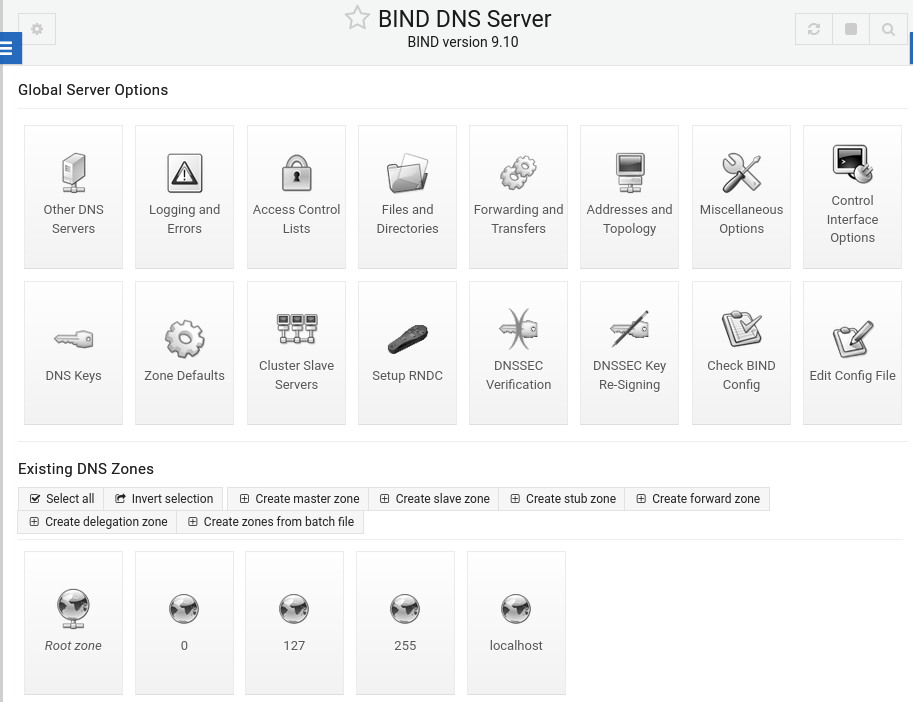 BIND DNS Server
BIND version 9.10
Global Server Options
Other DNS
Servers
Logging and
Errors
Access Control
Lists
Files and
Directories
Forwarding and
Transfers
Addresses and
Topology
Miscellaneous
Options
Control
Interface
Options
DNS Keys
Zone Defaults
Cluster Slave
Servers
Setup RNDC
DNSSEC
Verification
DNSSEC Key
Re-Signing
Check BIND
Config
Edit Config File
Existing DNS Zones
Select all
Invert selection
Create master zone
Create slave zone
Create stub zone
Create forward zone
Create delegation zone
Create zones from batch file
Root zone
0
127
255
localhost